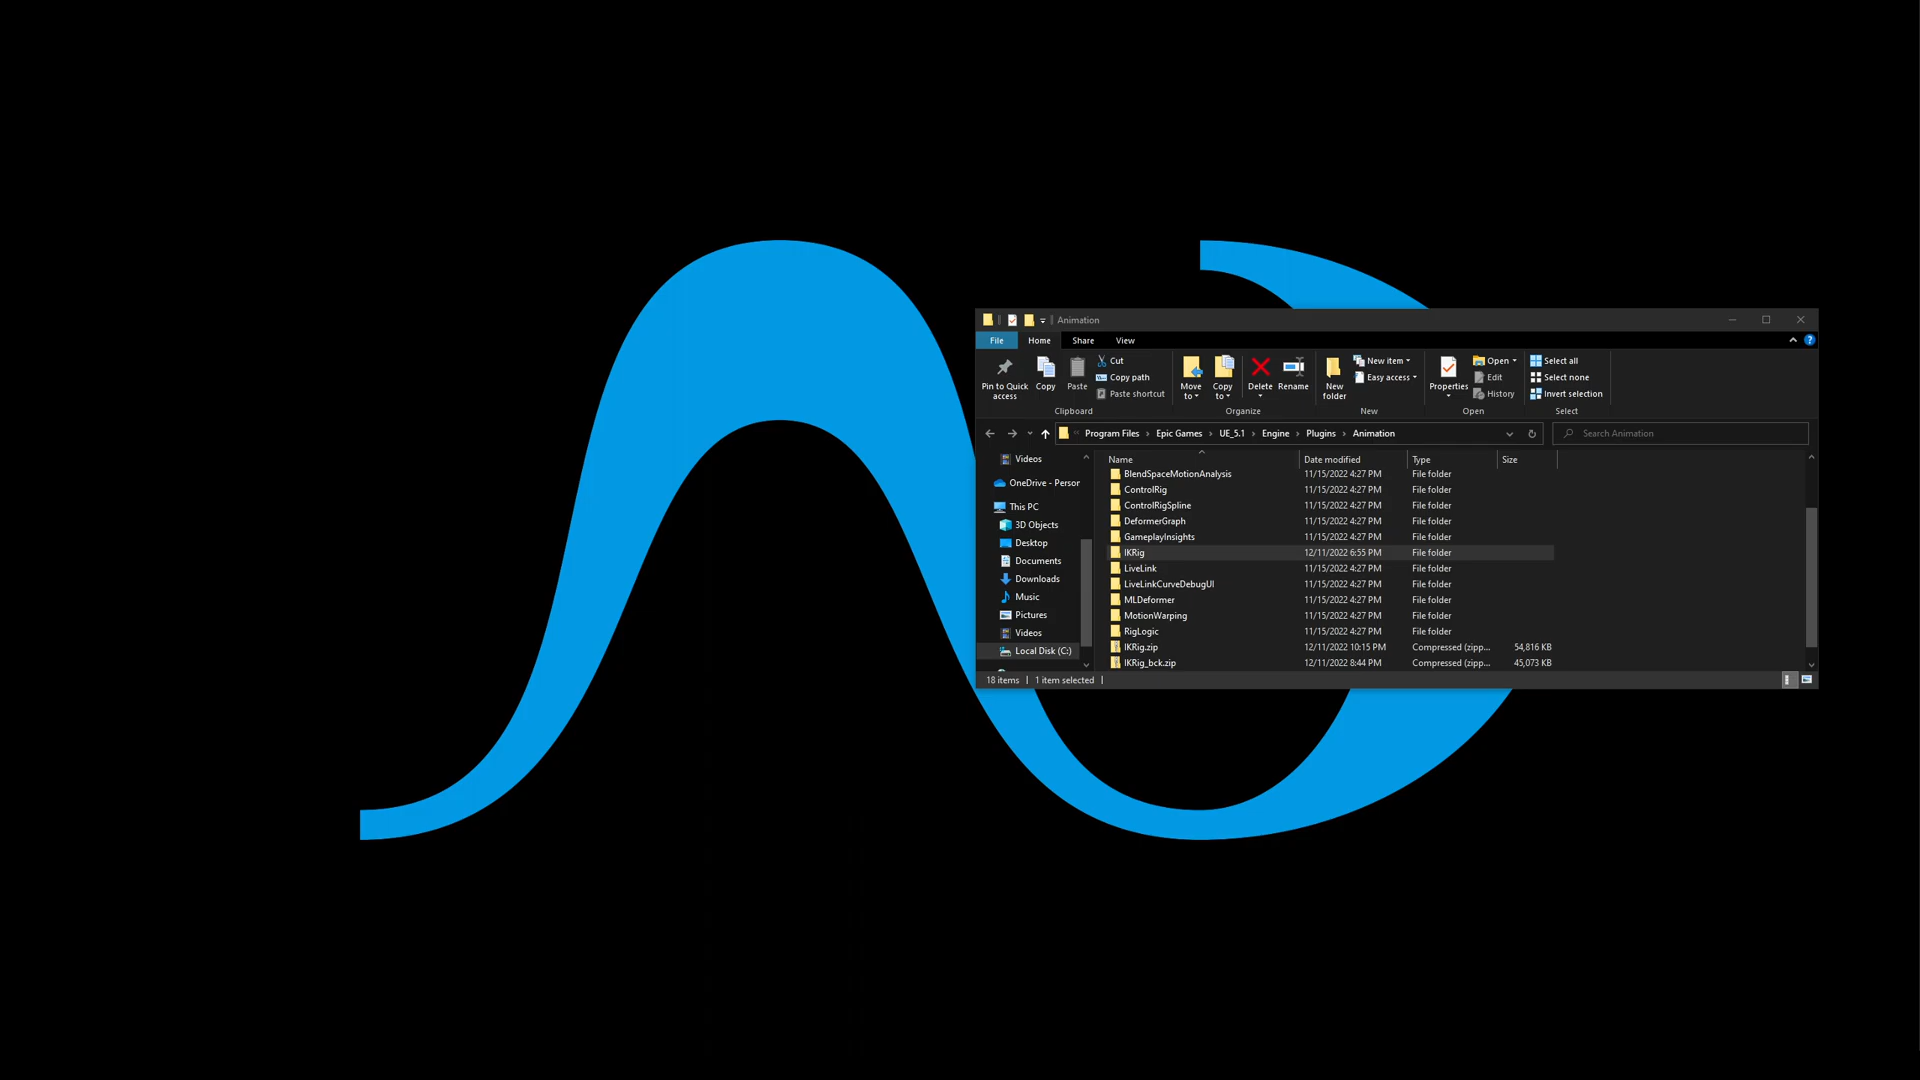 Animation
File Home Share View
Pin to Quick access
Copy
Paste
Cut
Copy path
Paste shortcut
Clipboard
Move to
Copy to
Delete
Rename
Organize
New folder
New item
Easy access
New
Properties
Open
Edit
History
Open
Select all
Select none
Invert selection
Select
Program Files > Epic Games > UE_5.1 > Engine > Plugins > Animation
Search Animation
Videos
OneDrive - Person
This PC
3D Objects
Desktop
Documents
Downloads
Music
Pictures
Videos
Local Disk (C:)
Name Date modified Type Size
BlendSpaceMotionAnalysis 11/15/2022 4:27 PM File folder
ControlRig 11/15/2022 4:27 PM File folder
ControlRigSpline 11/15/2022 4:27 PM File folder
DeformerGraph 11/15/2022 4:27 PM File folder
GameplayInsights 11/15/2022 4:27 PM File folder
IKRig 12/11/2022 6:55 PM File folder
LiveLink 11/15/2022 4:27 PM File folder
LiveLinkCurveDebugUI 11/15/2022 4:27 PM File folder
MLDeformer 11/15/2022 4:27 PM File folder
MotionWarping 11/15/2022 4:27 PM File folder
RigLogic 11/15/2022 4:27 PM File folder
IKRig.zip 12/11/2022 10:15 PM Compressed (zipp... 54,816 KB
IKRig_bck.zip 12/11/2022 8:44 PM Compressed (zipp... 45,073 KB
18 items 1 item selected